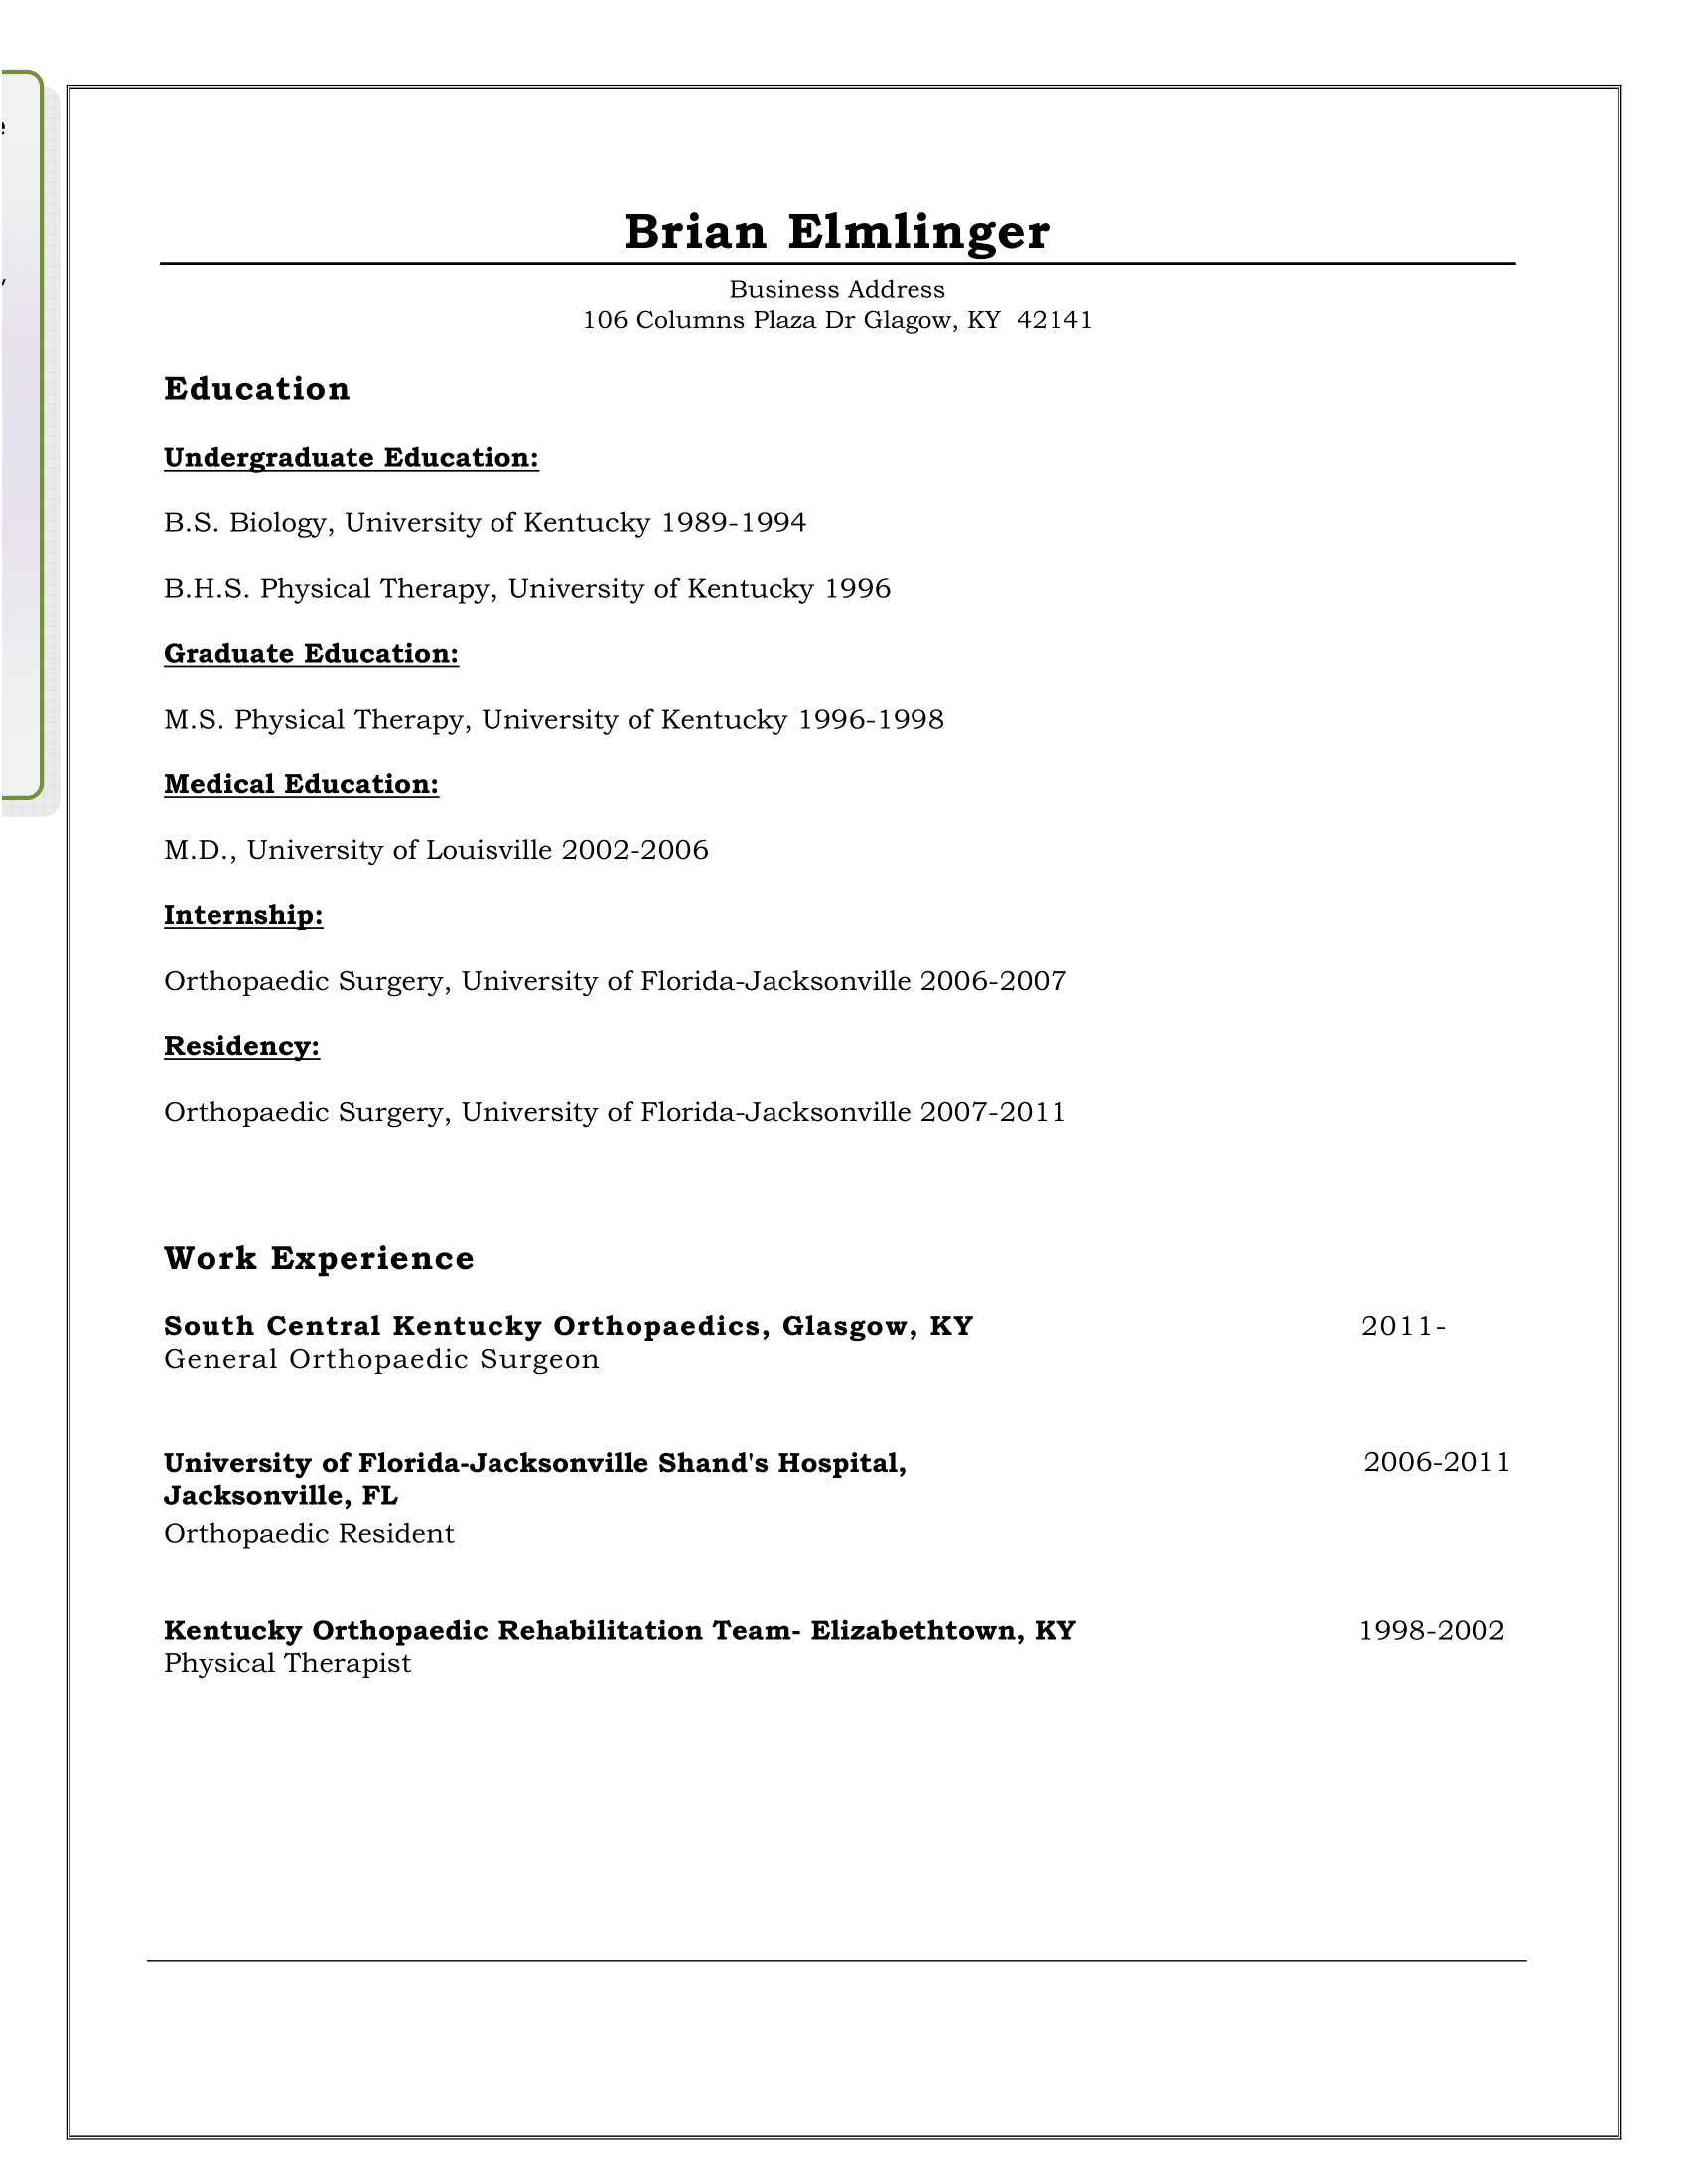 Brian Elmlinger
Business Address
106 Columns Plaza Dr Glagow, KY  42141
Education
Undergraduate Education:
B.S. Biology, University of Kentucky 1989-1994
B.H.S. Physical Therapy, University of Kentucky 1996
Graduate Education:
M.S. Physical Therapy, University of Kentucky 1996-1998
Medical Education:
M.D., University of Louisville 2002-2006
Internship:
Orthopaedic Surgery, University of Florida-Jacksonville 2006-2007
Residency:
Orthopaedic Surgery, University of Florida-Jacksonville 2007-2011
Work Experience
South Central Kentucky Orthopaedics, Glasgow, KY 2011-
General Orthopaedic Surgeon
University of Florida-Jacksonville Shand's Hospital, 2006-2011
Jacksonville, FL
Orthopaedic Resident
Kentucky Orthopaedic Rehabilitation Team- Elizabethtown, KY 1998-2002
Physical Therapist